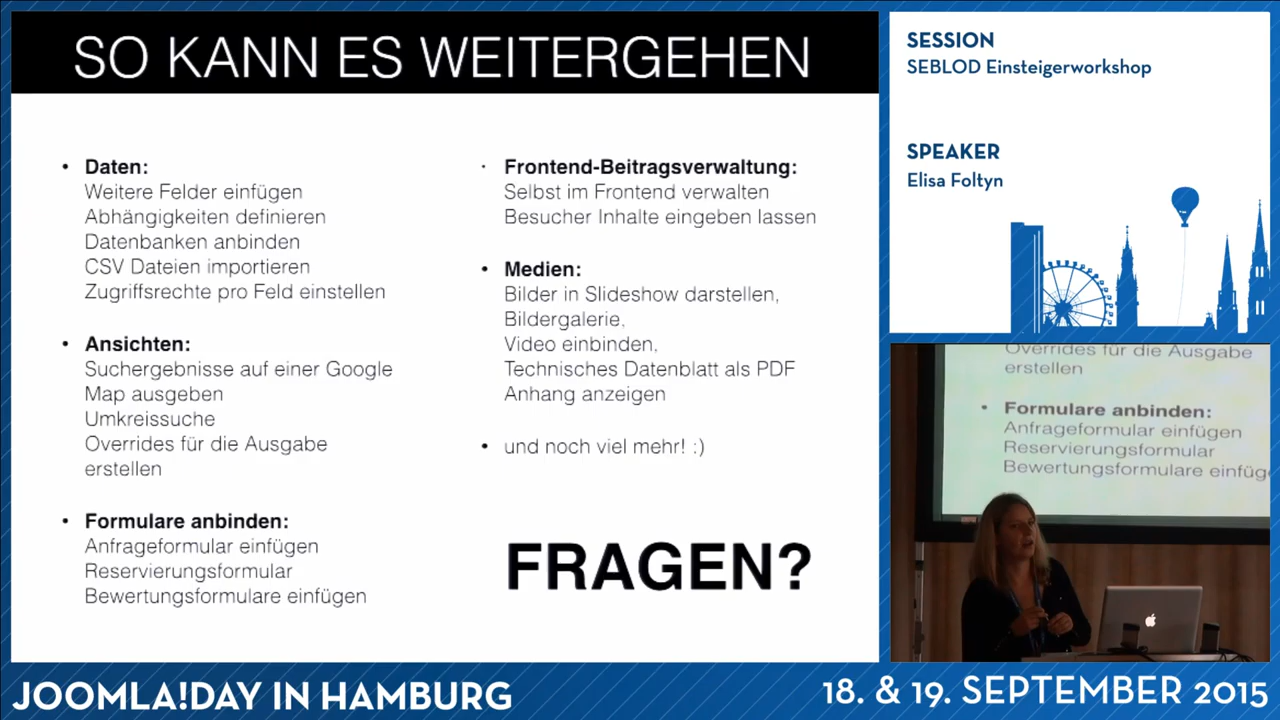 SO KANN ES WEITERGEHEN
• Daten:
Weitere Felder einfügen
Abhängigkeiten definieren
Datenbanken anbinden
CSV Dateien importieren
Zugriffsrechte pro Feld einstellen
• Ansichten:
Suchergebnisse auf einer Google
Map ausgeben
Umkreissuche
Overrides für die Ausgabe
erstellen
• Formulare anbinden:
Anfrageformular einfügen
Reservierungsformular
Bewertungsformulare einfügen
· Frontend-Beitragsverwaltung:
Selbst im Frontend verwalten
Besucher Inhalte eingeben lassen
• Medien:
Bilder in Slideshow darstellen,
Bildergalerie,
Video einbinden,
Technisches Datenblatt als PDF
Anhang anzeigen
• und noch viel mehr! :)
FRAGEN?
SESSION
SEBLOD Einsteigerworkshop
SPEAKER
Elisa Foltyn
Overrides für die Ausgabe
erstellen
• Formulare anbinden:
Anfrageformular einfügen
Reservierungsformular
Bewertungsformulare einfüg
JOOMLA!DAY IN HAMBURG
18. & 19. SEPTEMBER 2015